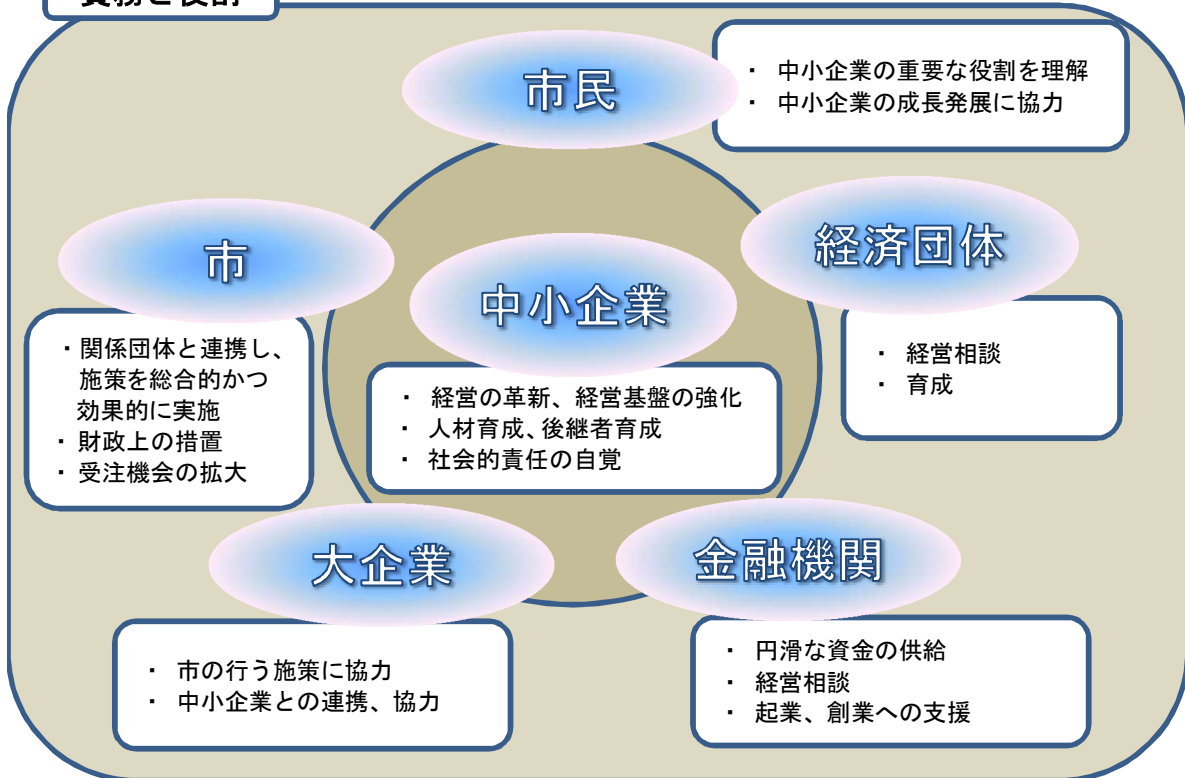 責務と役割
市民
・ 中小企業の重要な役割を理解
・ 中小企業の成長発展に協力
市
・関係団体と連携し、
施策を総合的かつ
効果的に実施
・財政上の措置
・受注機会の拡大
経済団体
・ 経営相談
・ 育成
中小企業
・ 経営の革新、経営基盤の強化
・ 人材育成、後継者育成
・ 社会的責任の自覚
大企業
・ 市の行う施策に協力
・ 中小企業との連携、協力
金融機関
・ 円滑な資金の供給
・ 経営相談
・ 起業、創業への支援